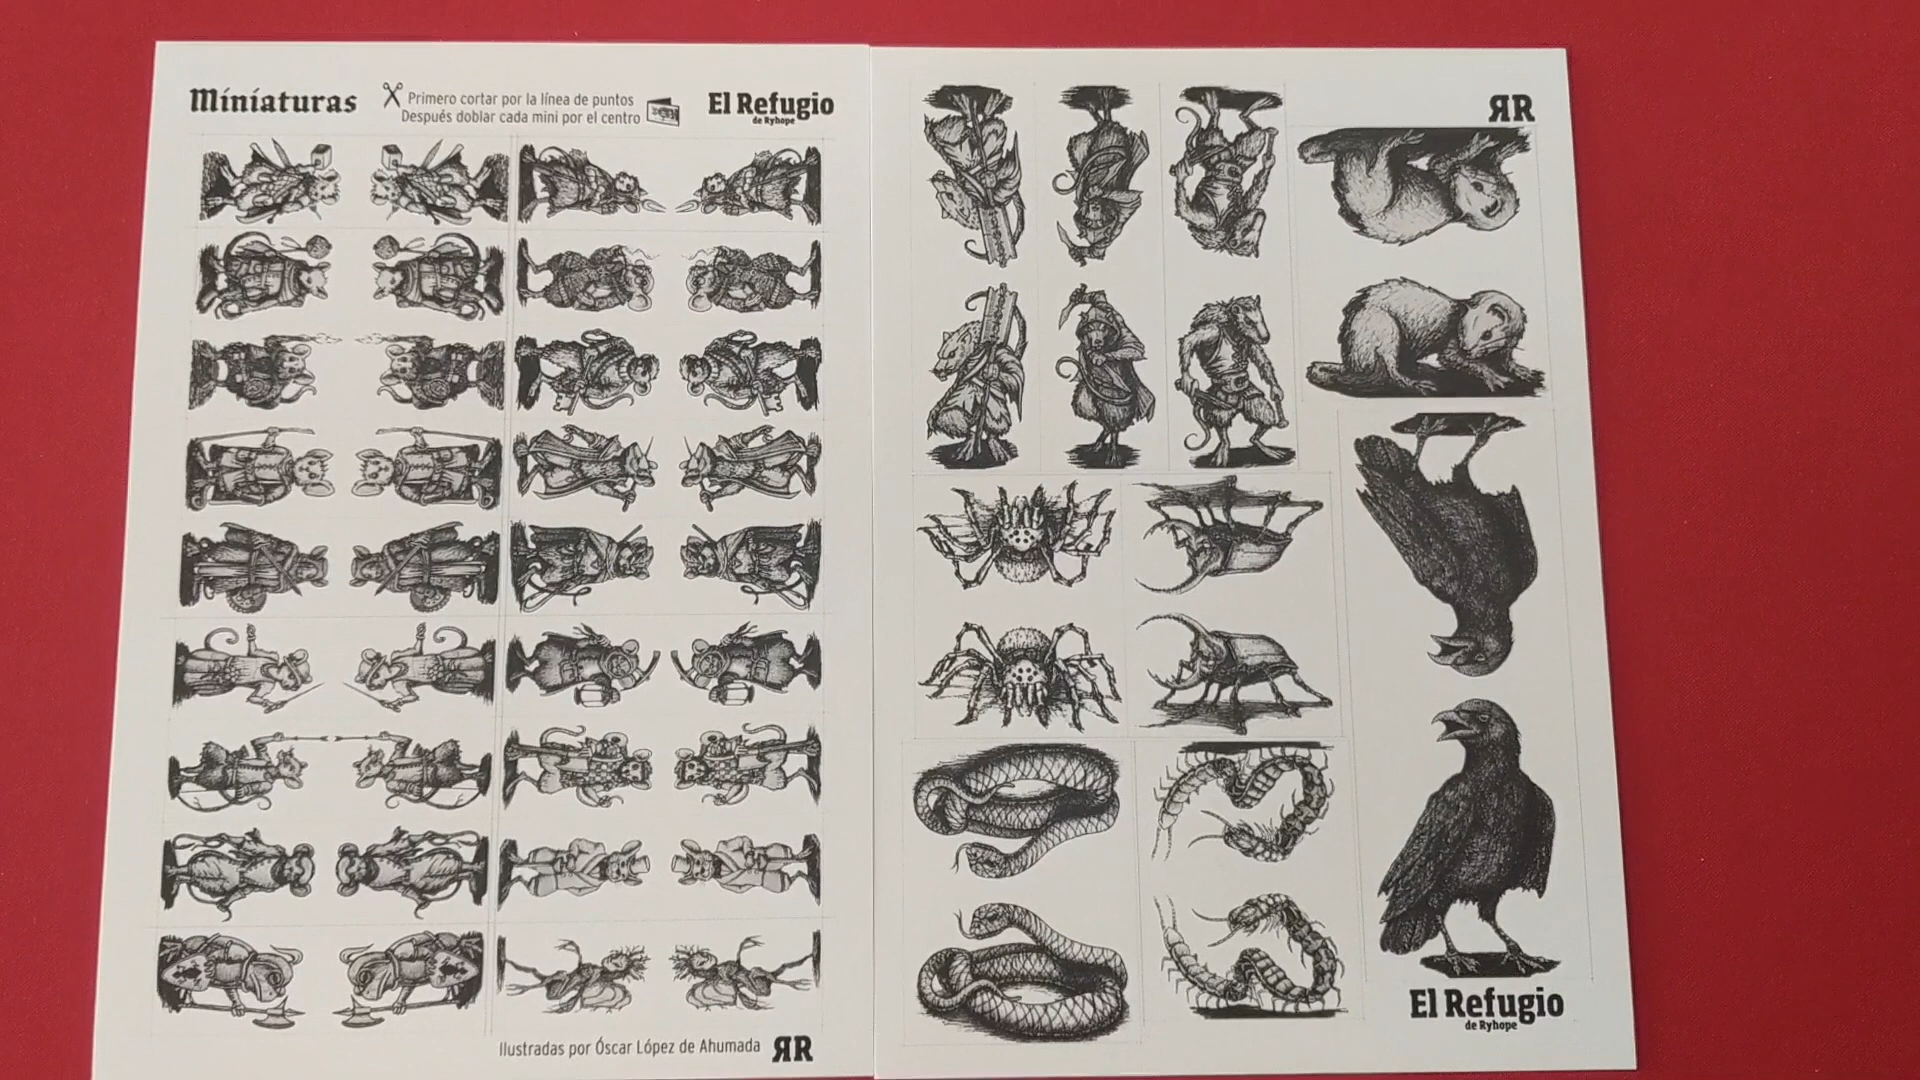 Miniaturas
Primero cortar por la línea de puntos
Después doblar cada mini por el centro
El Refugio
de Ryhope
ЯR
Ilustradas por Óscar López de Ahumada
ЯR
El Refugio
de Ryhope